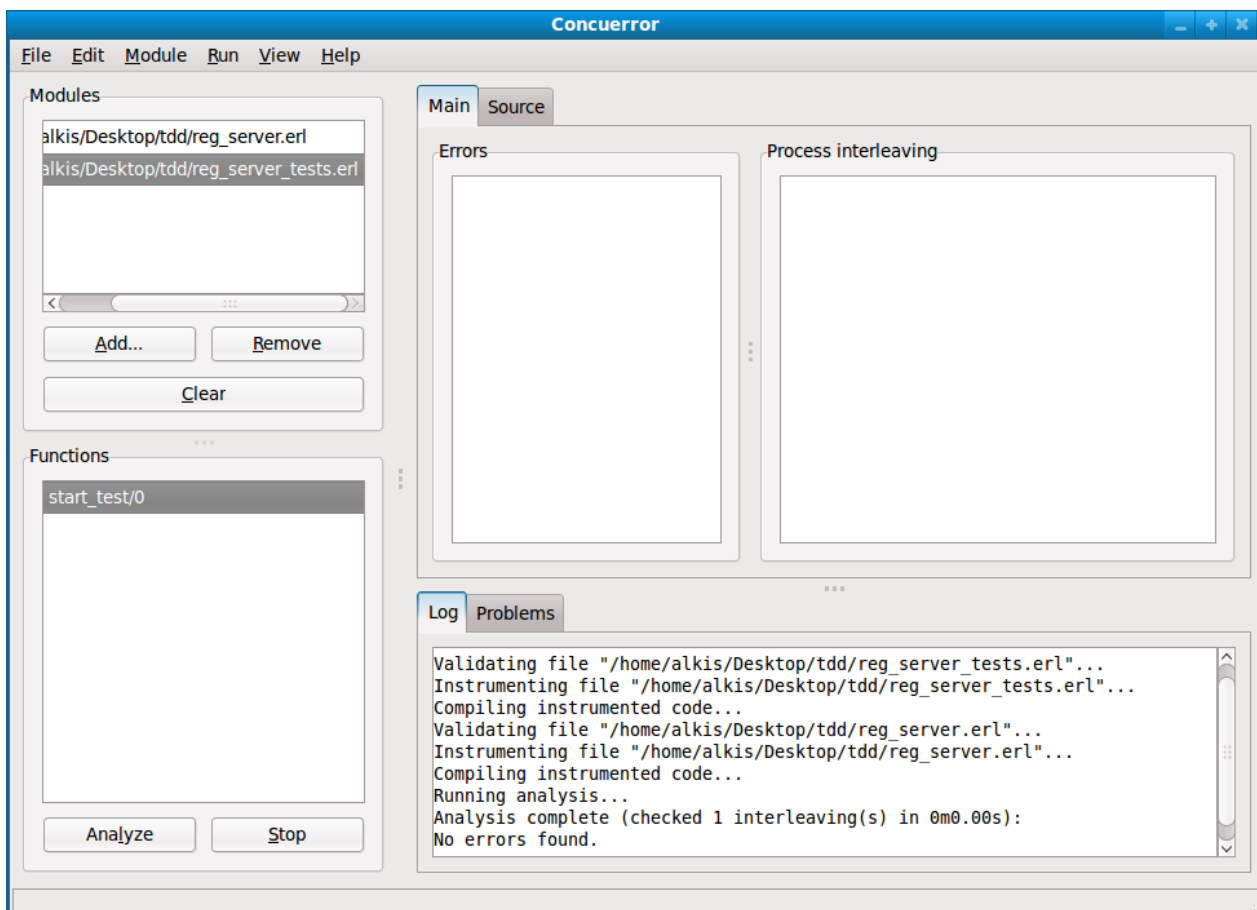 Concuerror
File Edit Module Run View Help
Modules
alkis/Desktop/tdd/reg_server.erl
alkis/Desktop/tdd/reg_server_tests.erl
Add... Remove
Clear
Functions
start_test/0
Analyze Stop
Main Source
Errors
Process interleaving
Log Problems
Validating file "/home/alkis/Desktop/tdd/reg_server_tests.erl"...
Instrumenting file "/home/alkis/Desktop/tdd/reg_server_tests.erl"...
Compiling instrumented code...
Validating file "/home/alkis/Desktop/tdd/reg_server.erl"...
Instrumenting file "/home/alkis/Desktop/tdd/reg_server.erl"...
Compiling instrumented code...
Running analysis...
Analysis complete (checked 1 interleaving(s) in 0m0.00s):
No errors found.